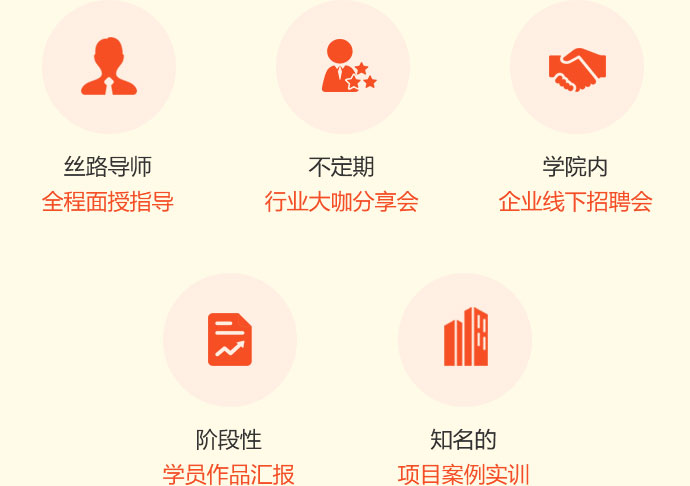 丝路导师
全程面授指导
不定期
行业大咖分享会
学院内
企业线下招聘会
阶段性
学员作品汇报
知名的
项目案例实训